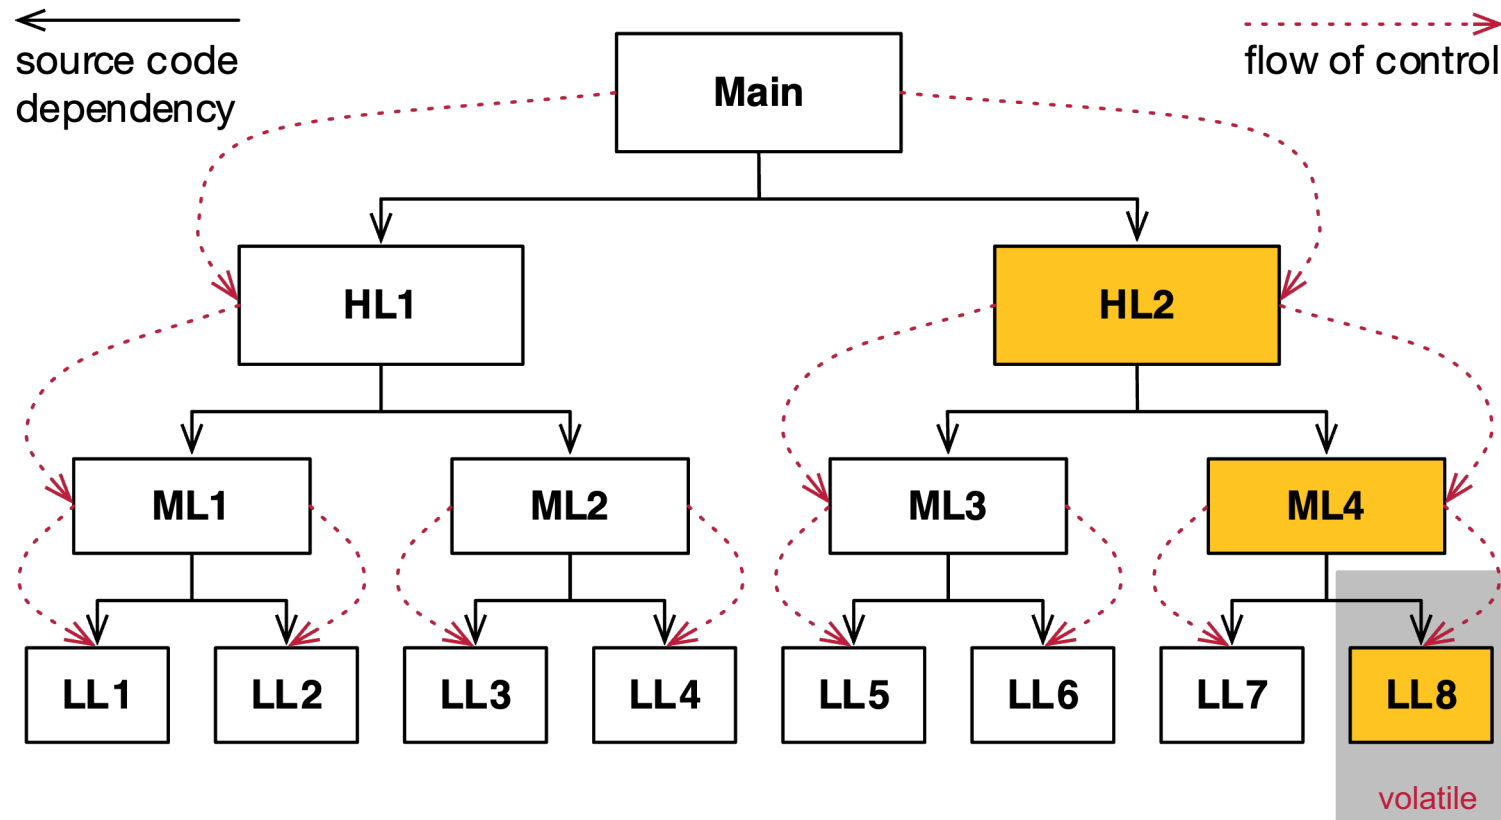 source code
dependency
flow of control
Main
HL1
HL2
ML1
ML2
ML3
ML4
LL1
LL2
LL3
LL4
LL5
LL6
LL7
LL8
volatile